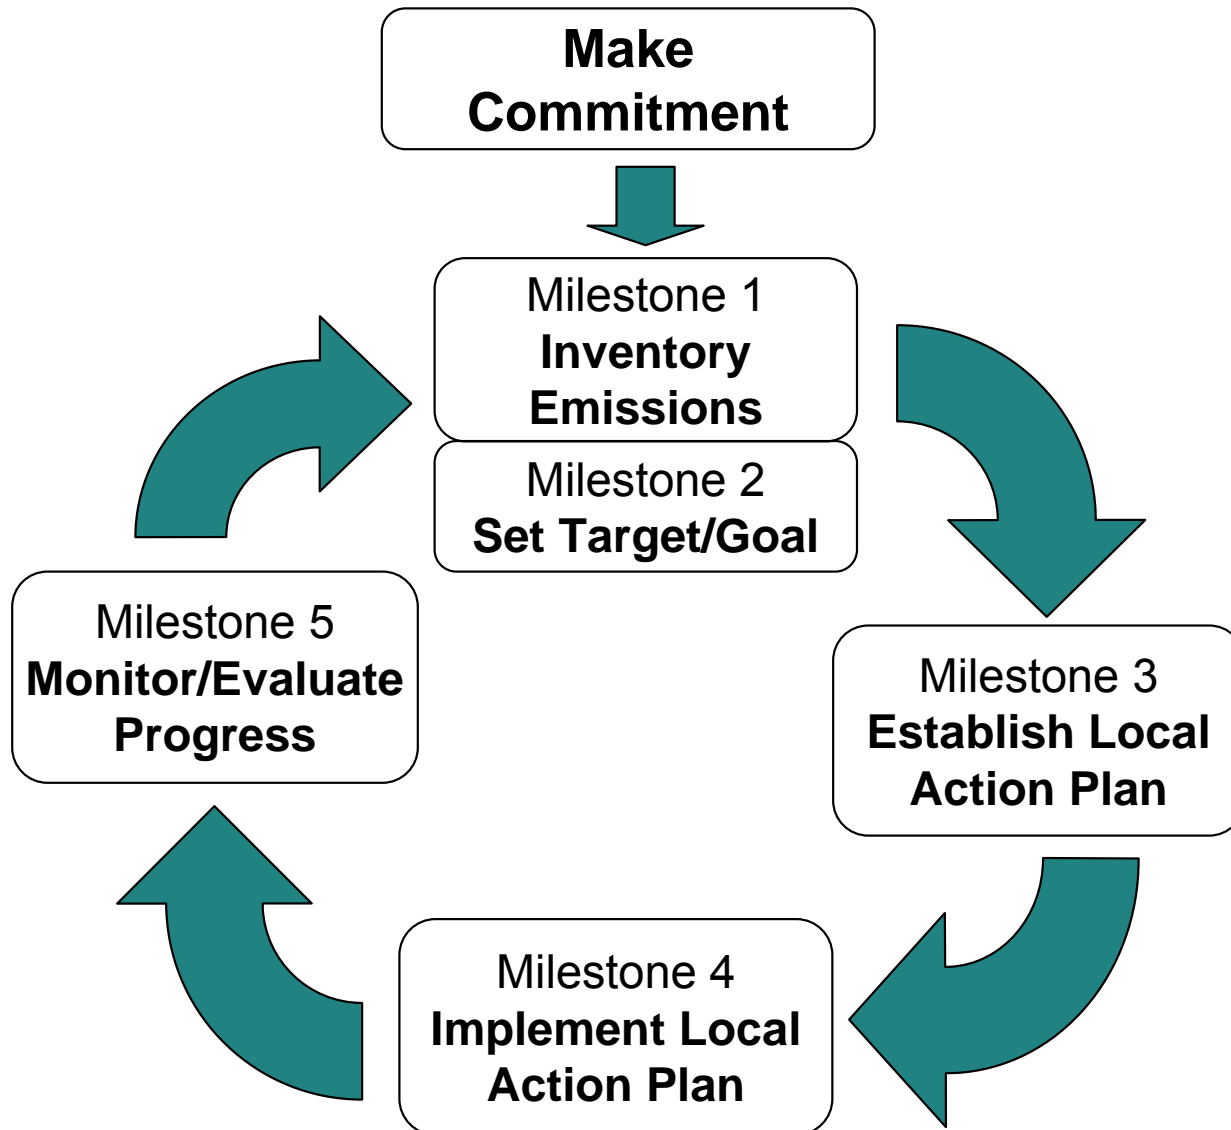 Make
Commitment
Milestone 1
Inventory
Emissions
Milestone 2
Set Target/Goal
Milestone 3
Establish Local
Action Plan
Milestone 4
Implement Local
Action Plan
Milestone 5
Monitor/Evaluate
Progress